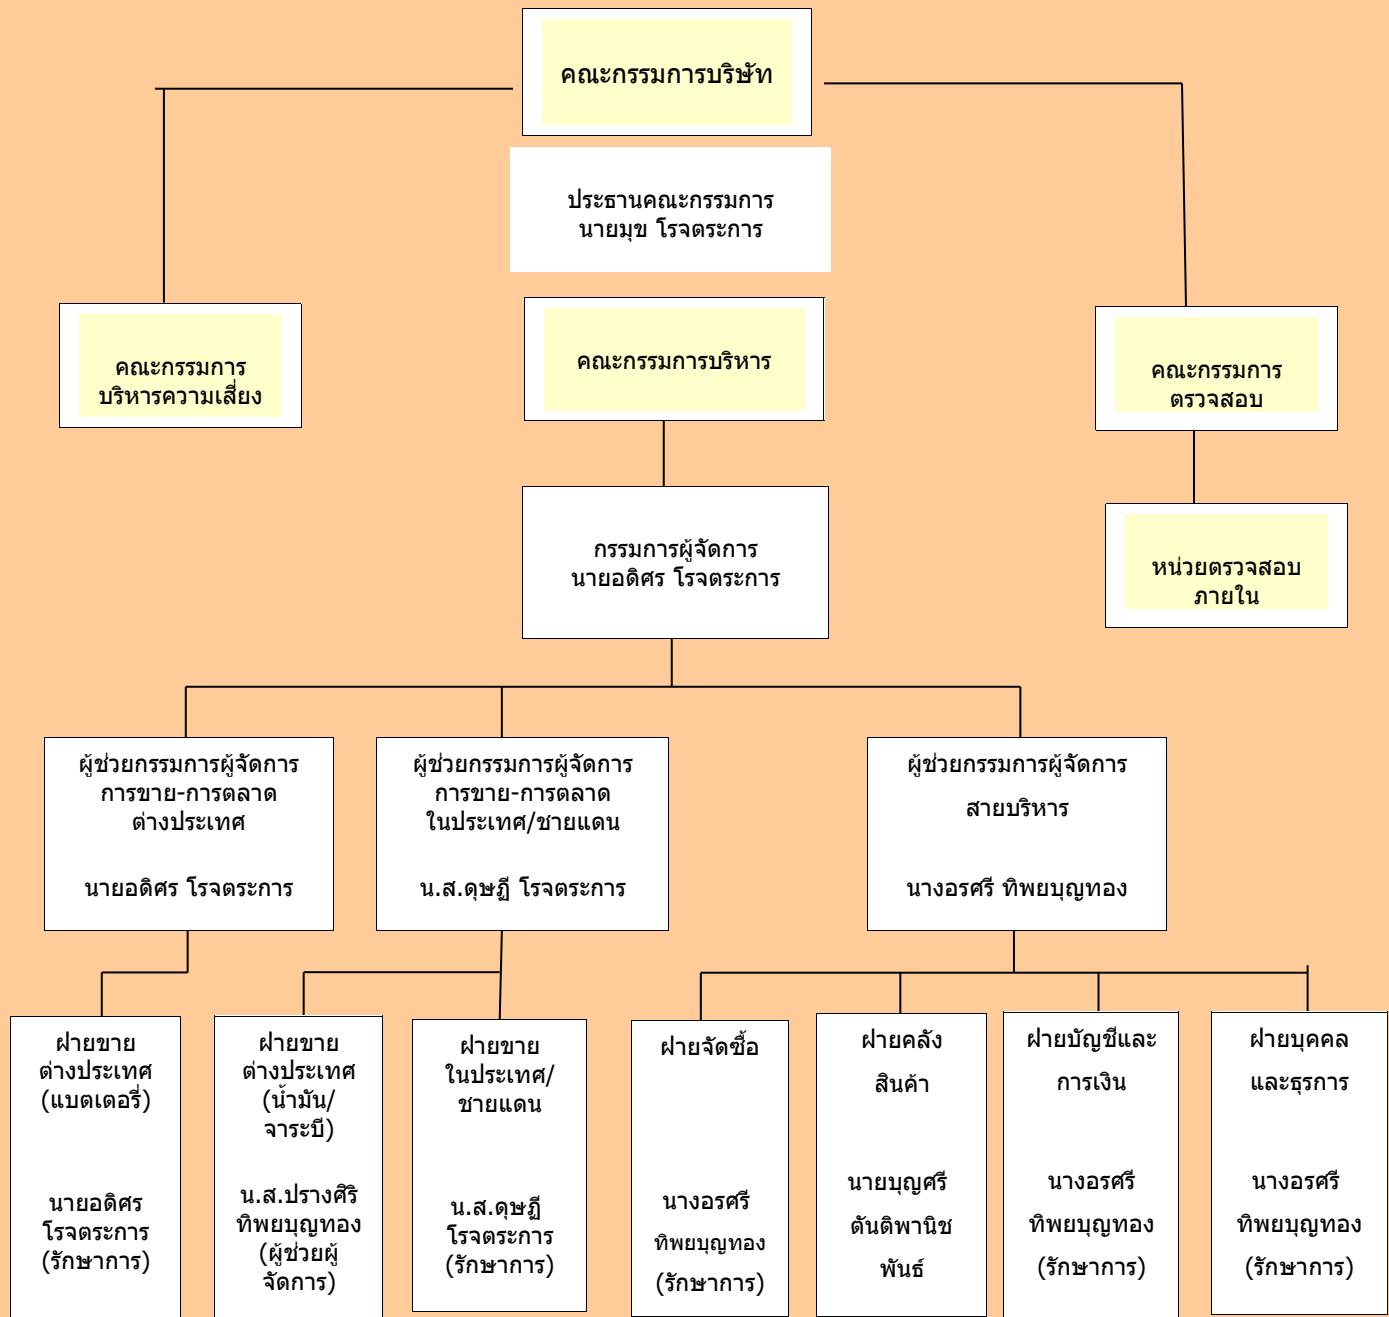 คณะกรรมการบริษัท
ประธานคณะกรรมการ
นายมุข โรจตระการ
คณะกรรมการ
บริหารความเสี่ยง
คณะกรรมการบริหาร
คณะกรรมการ
ตรวจสอบ
กรรมการผู้จัดการ
นายอดิศร โรจตระการ
หน่วยตรวจสอบ
ภายใน
ผู้ช่วยกรรมการผู้จัดการ
การขาย-การตลาด
ต่างประเทศ
นายอดิศร โรจตระการ
ผู้ช่วยกรรมการผู้จัดการ
การขาย-การตลาด
ในประเทศ/ชายแดน
น.ส.ดุษฏี โรจตระการ
ผู้ช่วยกรรมการผู้จัดการ
สายบริหาร
นางอรศรี ทิพยบุญทอง
ฝ่ายขาย
ต่างประเทศ
(แบตเตอรี่)
นายอดิศร
โรจตระการ
(รักษาการ)
ฝ่ายขาย
ต่างประเทศ
(น้ำมัน/
จาระบี)
น.ส.ปรางศิริ
ทิพยบุญทอง
(ผู้ช่วยผู้
จัดการ)
ฝ่ายขาย
ในประเทศ/
ชายแดน
น.ส.ดุษฏี
โรจตระการ
(รักษาการ)
ฝ่ายจัดซื้อ
นางอรศรี
ทิพยบุญทอง
(รักษาการ)
ฝ่ายคลัง
สินค้า
นายบุญศรี
ตันติพานิช
พันธ์
ฝ่ายบัญชีและ
การเงิน
นางอรศรี
ทิพยบุญทอง
(รักษาการ)
ฝ่ายบุคคล
และธุรการ
นางอรศรี
ทิพยบุญทอง
(รักษาการ)